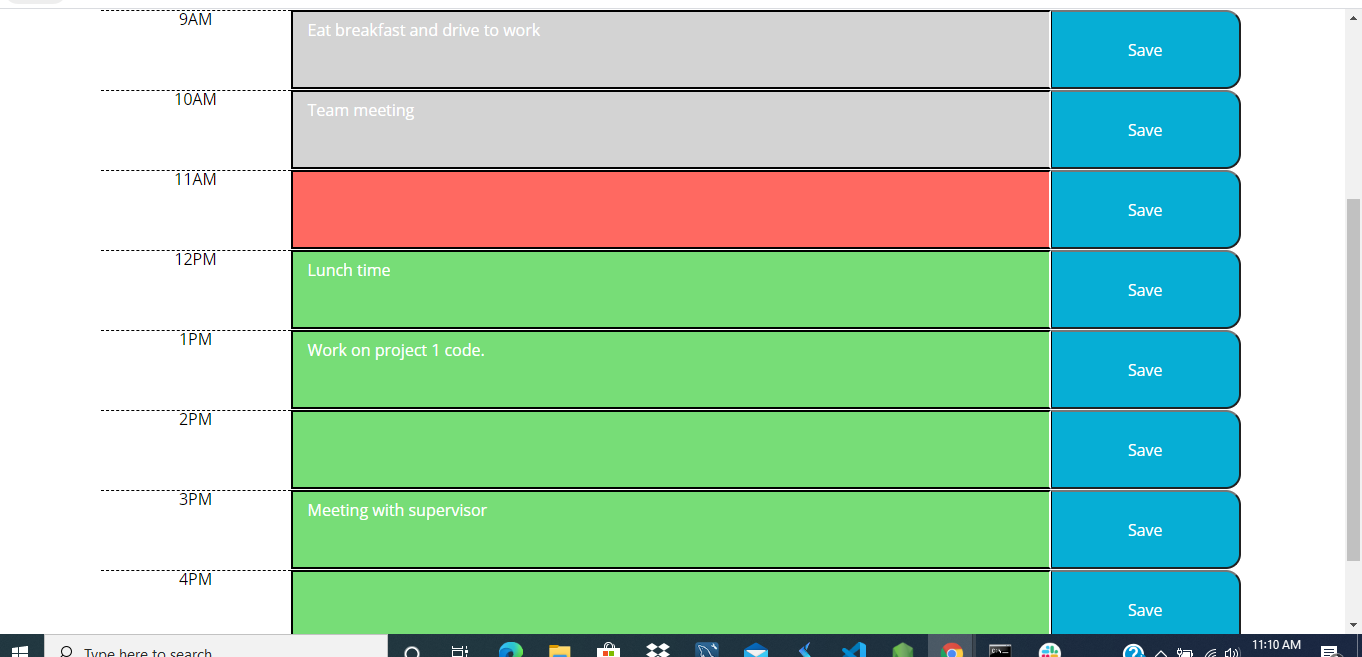 9AM
Eat breakfast and drive to work
Save
10AM
Team meeting
Save
11AM
Save
12PM
Lunch time
Save
1PM
Work on project 1 code.
Save
2PM
Save
3PM
Meeting with supervisor
Save
4PM
Save
Type here to search
11:10 AM